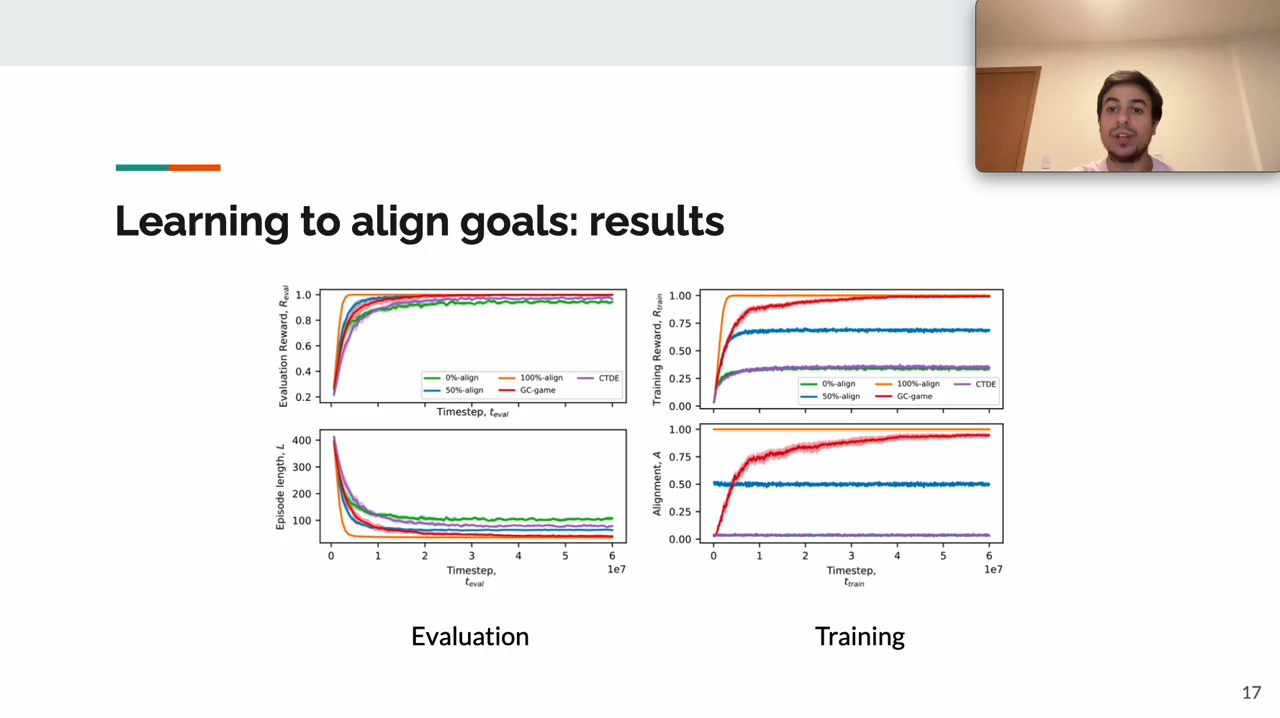 Learning to align goals: results
Evaluation Reward, R_eval
1.0
0.8
0.6
0.4
0.2
0%-align
100%-align
CTDE
50%-align
GC-game
Timestep, t_eval
Episode length, L
400
300
200
100
0 1 2 3 4 5 6
1e7
Timestep,
t_eval
Evaluation
Training Reward, R_train
1.00
0.75
0.50
0.25
0.00
0%-align
100%-align
CTDE
50%-align
GC-game
Alignment, A
1.00
0.75
0.50
0.25
0.00
0 1 2 3 4 5 6
1e7
Timestep,
t_train
Training
17